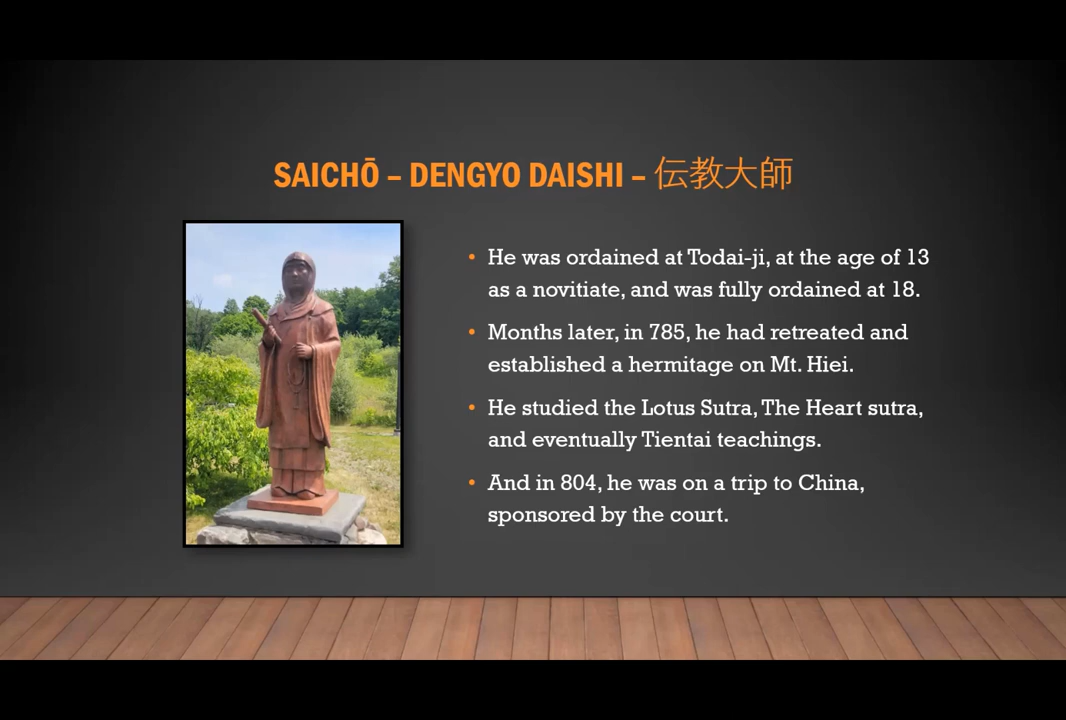 SAICHŌ – DENGYO DAISHI – 伝教大師
• He was ordained at Todai-ji, at the age of 13
as a novitiate, and was fully ordained at 18.
• Months later, in 785, he had retreated and
established a hermitage on Mt. Hiei.
• He studied the Lotus Sutra, The Heart sutra,
and eventually Tientai teachings.
• And in 804, he was on a trip to China,
sponsored by the court.